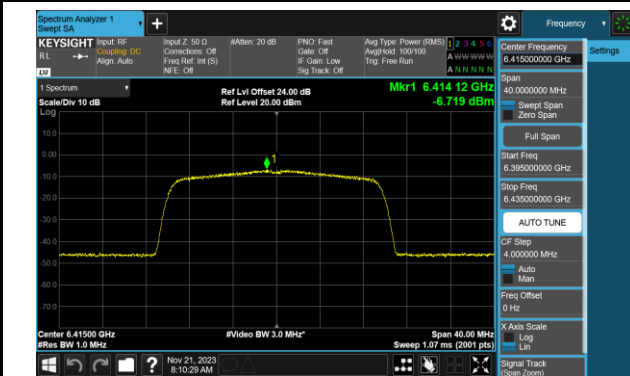 Spectrum Analyzer 1
Swept SA
Frequency
KEYSIGHT
Input: RF
Coupling: DC
Align: Auto
RL
LW
Input Z: 50 Ω
Corrections: Off
Freq Ref: Int (S)
NFE: Off
#Atten: 20 dB
PNO: Fast
Gate: Off
IF Gain: Low
Sig Track: Off
Avg Type: Power (RMS)
Avg|Hold: 100/100
Trig: Free Run
1 2 3 4 5 6
A W W W W W
A N N N N N
1 Spectrum
Scale/Div 10 dB
Log
Ref Lvl Offset 24.00 dB
Ref Level 20.00 dBm
Mkr1 6.414 12 GHz
-6.719 dBm
10.0
0.00
-10.0
-20.0
-30.0
-40.0
-50.0
-60.0
-70.0
1
Center 6.41500 GHz
#Res BW 1.0 MHz
#Video BW 3.0 MHz*
Span 40.00 MHz
Sweep 1.07 ms (2001 pts)
Nov 21, 2023
8:10:29 AM
?
Center Frequency
6.415000000 GHz
Span
40.0000000 MHz
Swept Span
Zero Span
Full Span
Start Freq
6.395000000 GHz
Stop Freq
6.435000000 GHz
AUTO TUNE
CF Step
4.000000 MHz
Auto
Man
Freq Offset
0 Hz
X Axis Scale
Log
Lin
Signal Track
(Span Zoom)
Settings